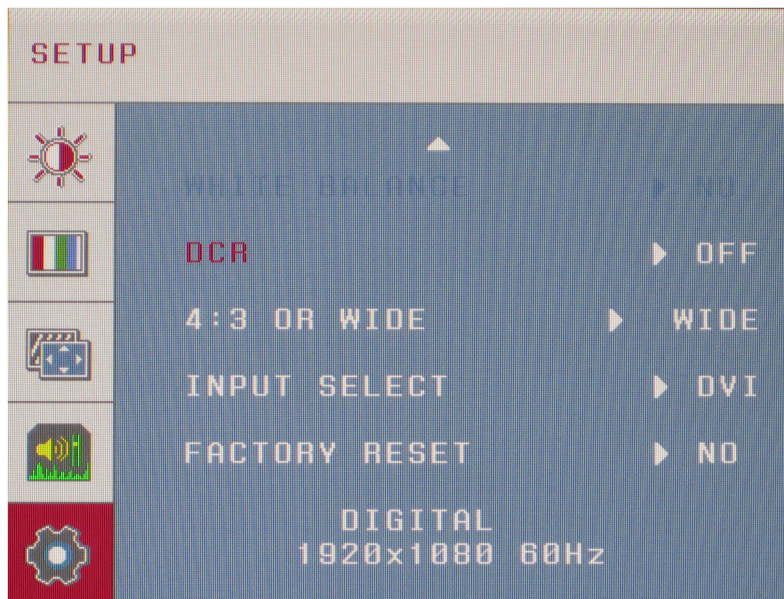 SETUP
WHITE BALANCE NO
DCR OFF
4:3 OR WIDE WIDE
INPUT SELECT DVI
FACTORY RESET NO
DIGITAL
1920x1080 60Hz